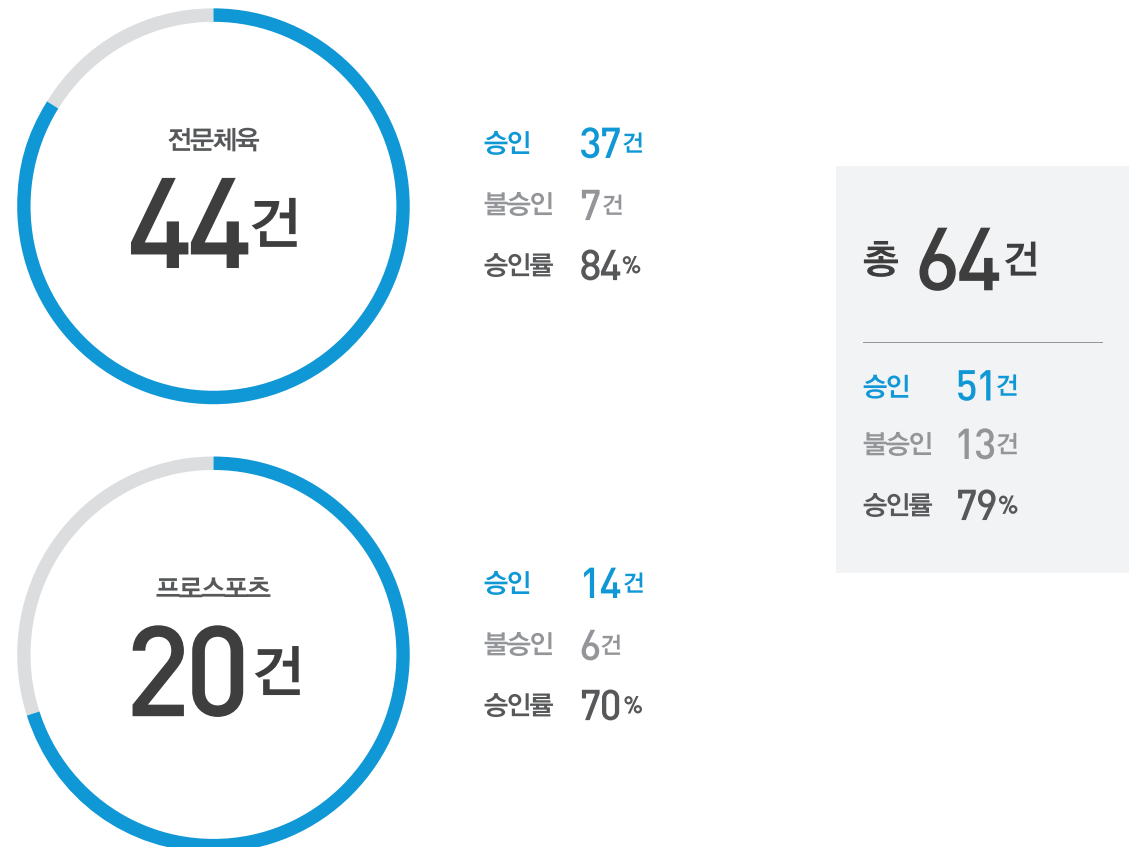 전문체육
44건
승인 37건
불승인 7건
승인률 84%
프로스포츠
20건
승인 14건
불승인 6건
승인률 70%
총 64건
승인 51건
불승인 13건
승인률 79%